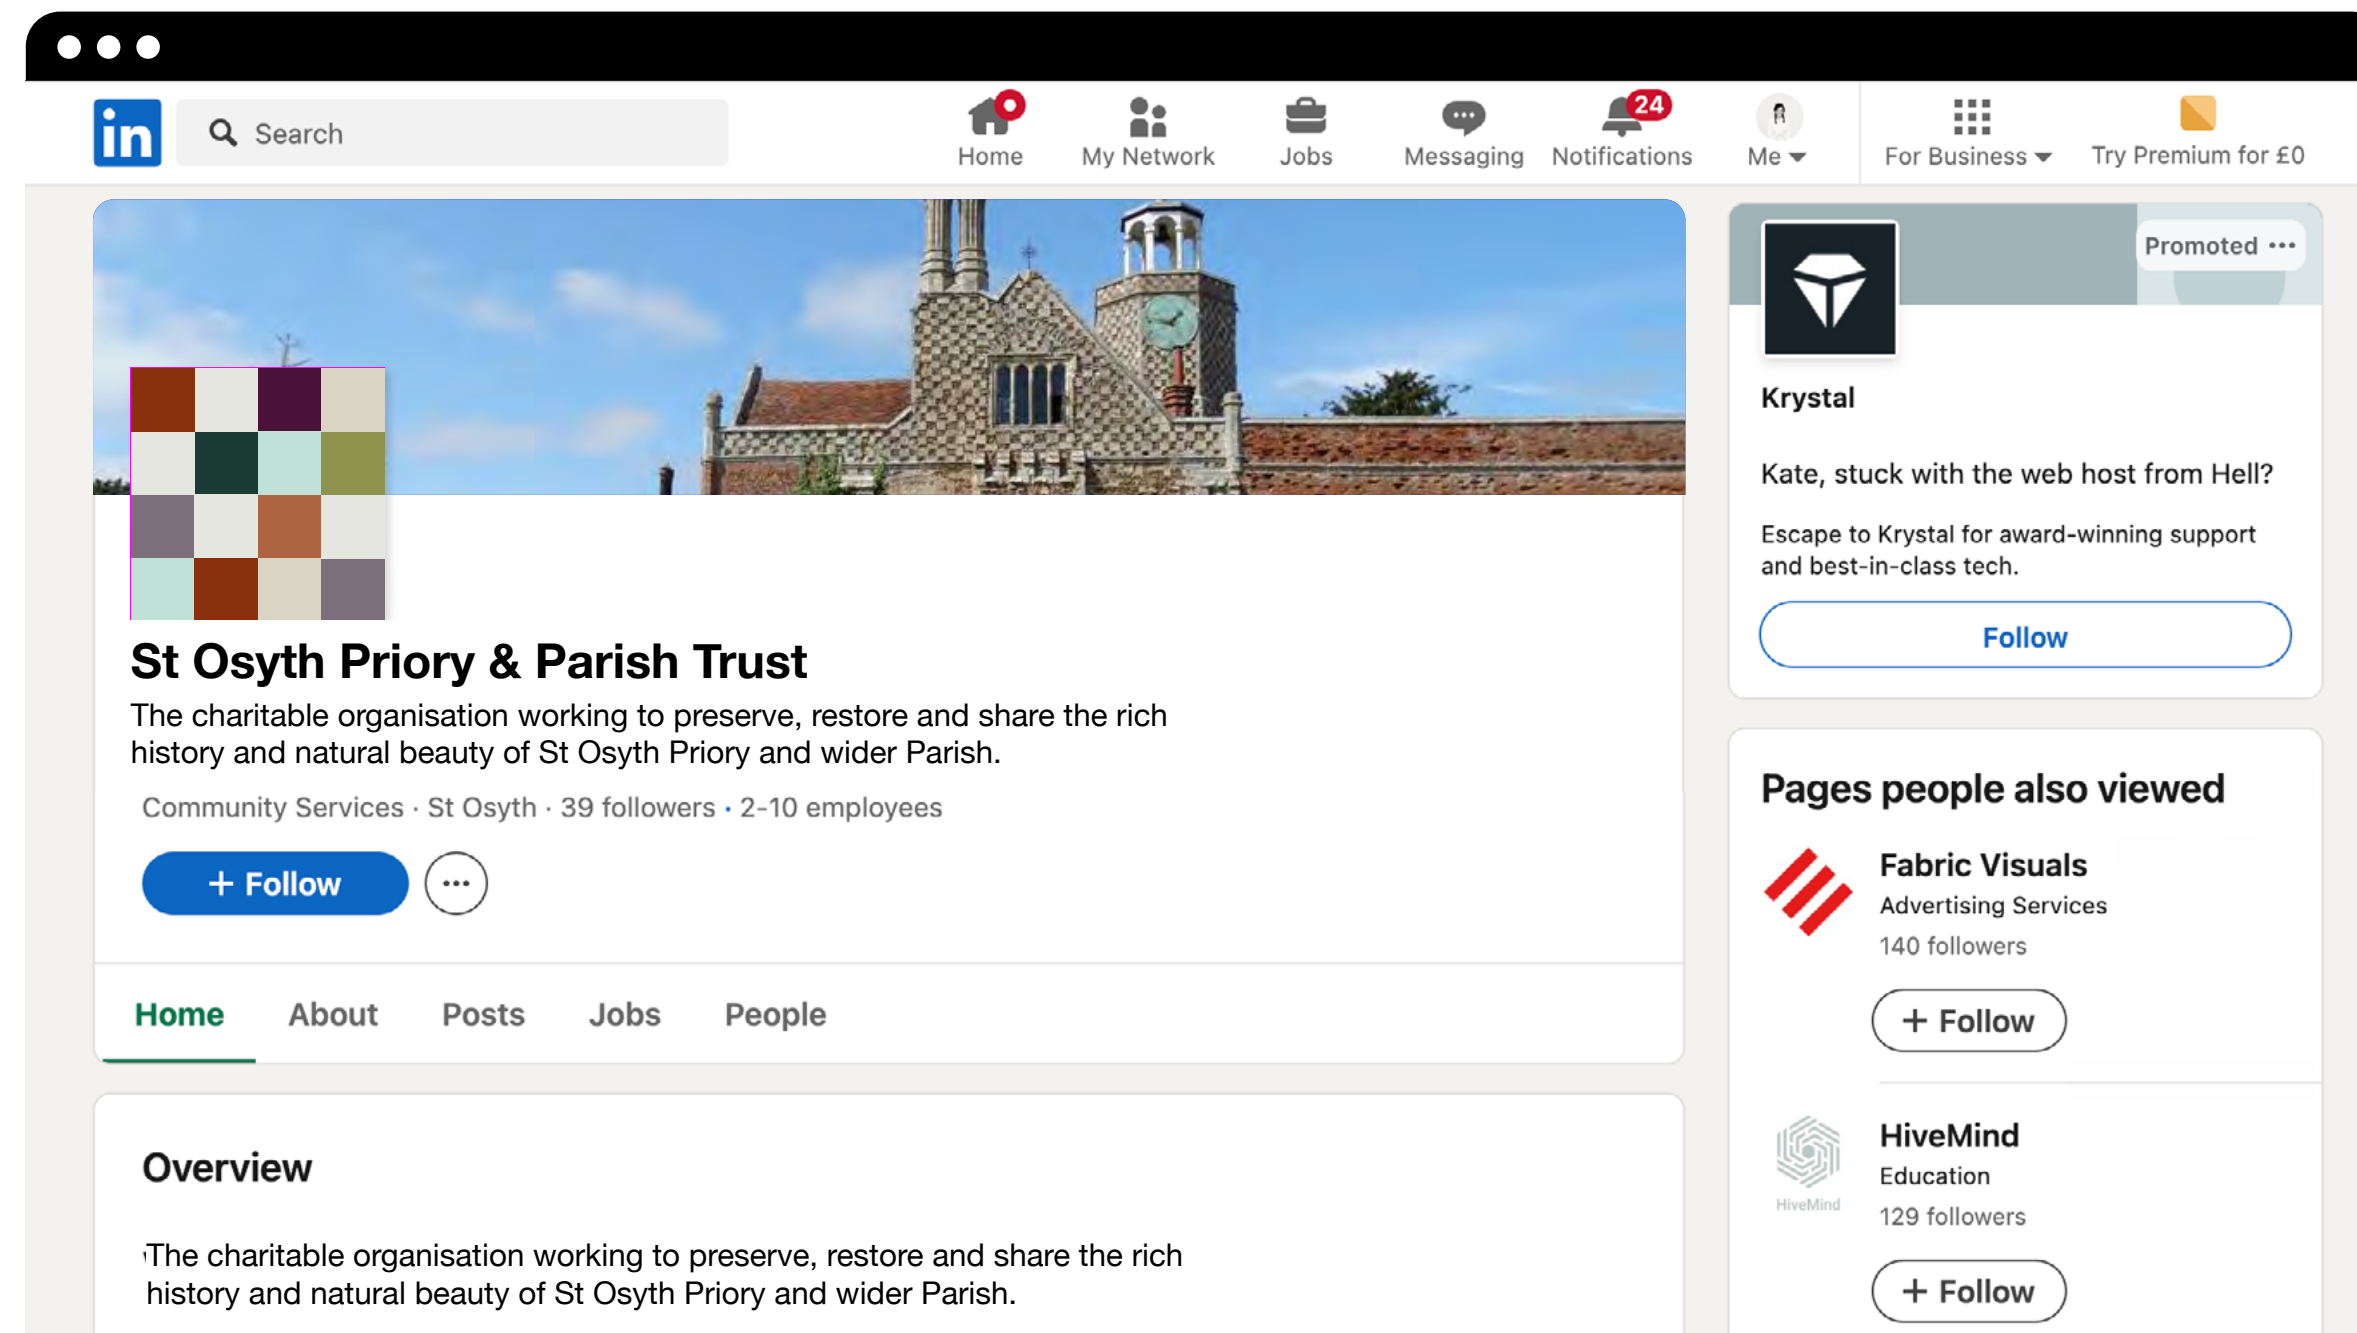 in
Search
Home
My Network
Jobs
Messaging
24
Notifications
Me
For Business
Try Premium for £0
St Osyth Priory & Parish Trust
The charitable organisation working to preserve, restore and share the rich
history and natural beauty of St Osyth Priory and wider Parish.
Community Services · St Osyth · 39 followers · 2-10 employees
+ Follow
Home
About
Posts
Jobs
People
Overview
The charitable organisation working to preserve, restore and share the rich
history and natural beauty of St Osyth Priory and wider Parish.
Promoted
Krystal
Kate, stuck with the web host from Hell?
Escape to Krystal for award-winning support
and best-in-class tech.
Follow
Pages people also viewed
Fabric Visuals
Advertising Services
140 followers
+ Follow
HiveMind
HiveMind
Education
129 followers
+ Follow